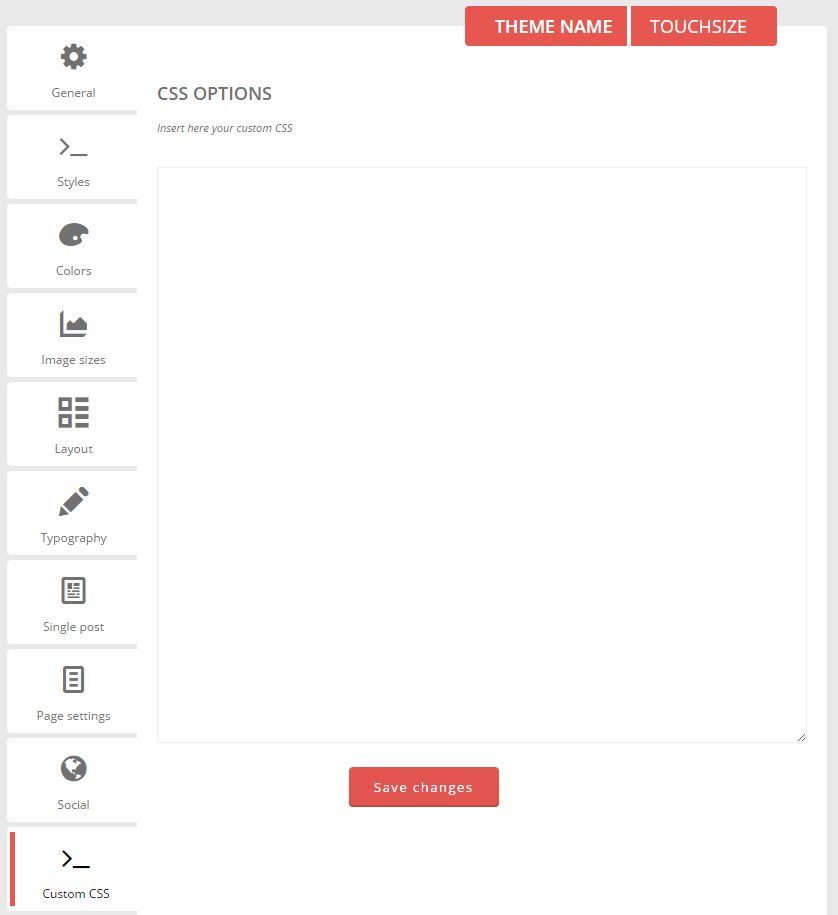 THEME NAME TOUCHSIZE
General
CSS OPTIONS
Insert here your custom CSS
Styles
Colors
Image sizes
Layout
Typography
Single post
Page settings
Social
Save changes
Custom CSS